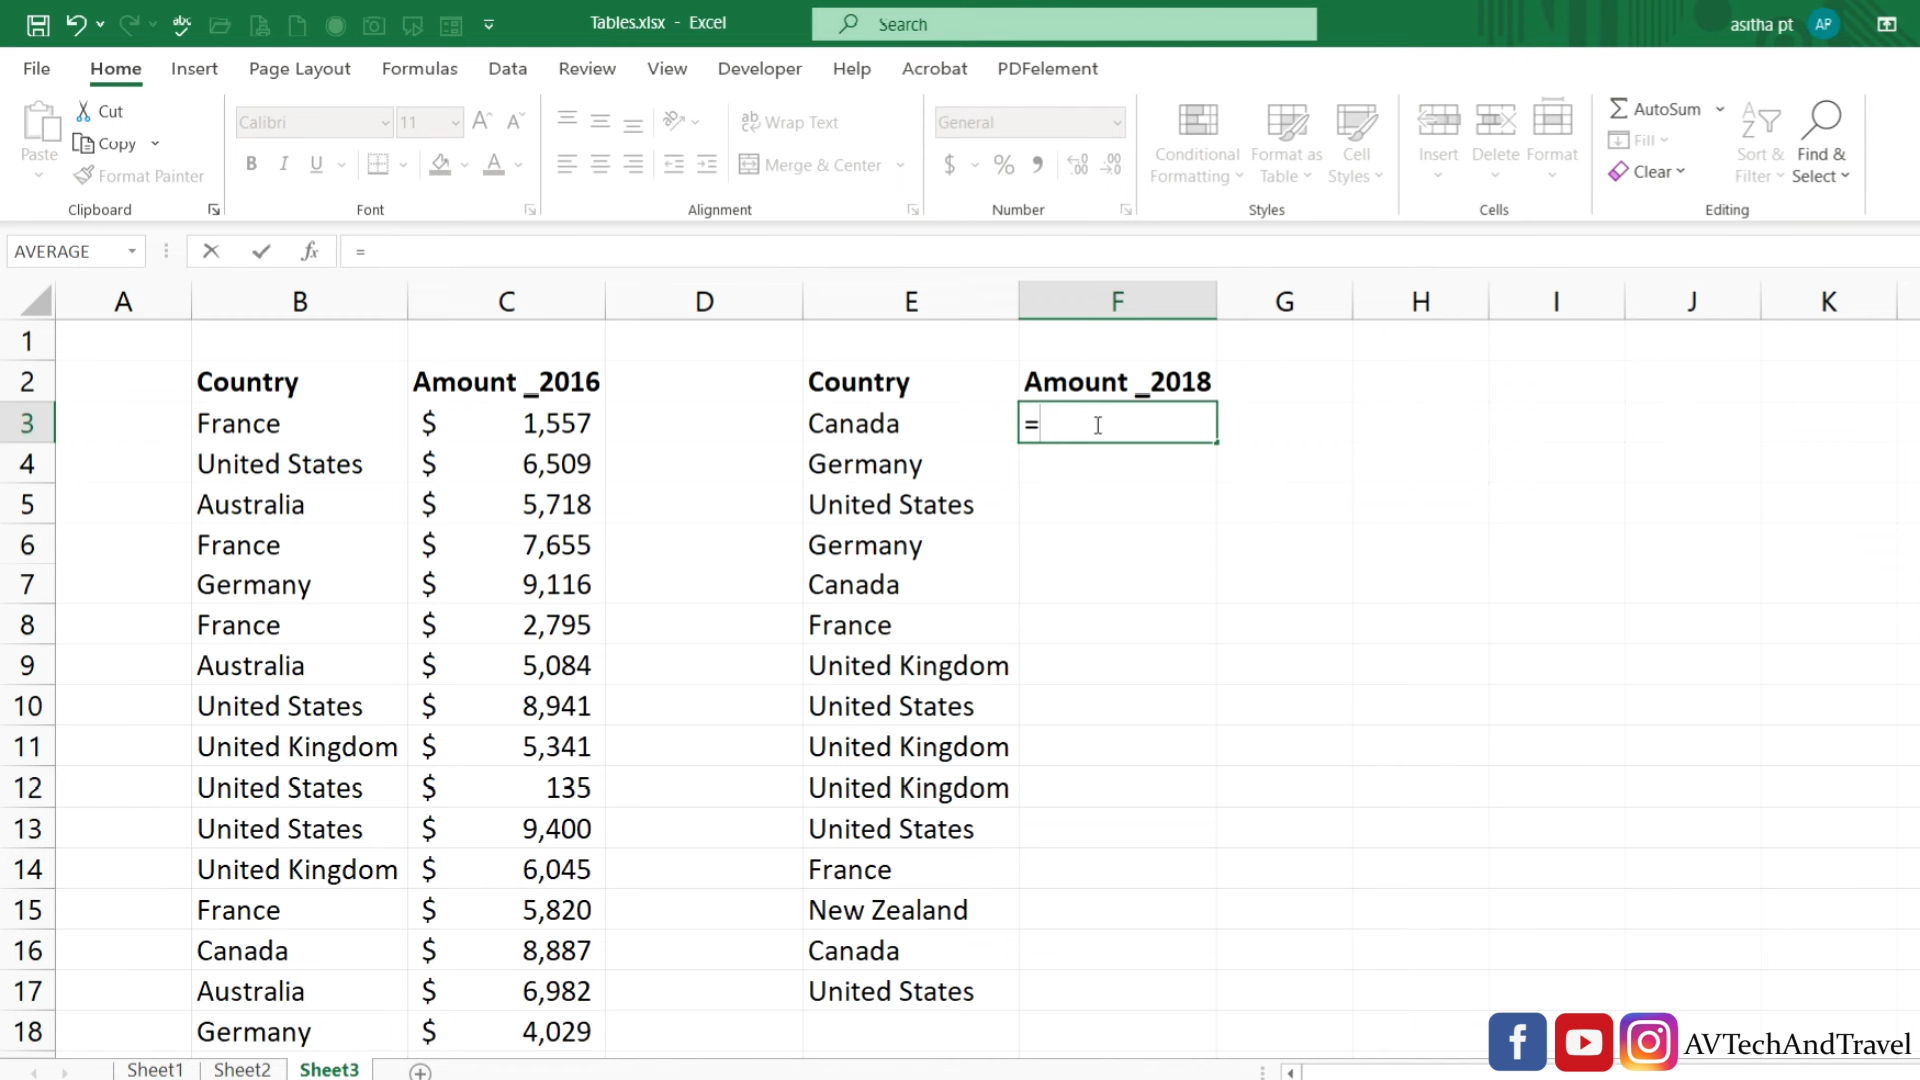 Tables.xlsx - Excel
Search
asitha pt AP
File Home Insert Page Layout Formulas Data Review View Developer Help Acrobat PDFelement
Paste
Cut
Copy
Format Painter
Clipboard
Calibri 11
Font
Wrap Text
Merge & Center
Alignment
General
Number
Conditional Formatting
Format as Table
Cell Styles
Styles
Insert Delete Format
Cells
AutoSum
Fill
Clear
Sort & Filter
Find & Select
Editing
AVERAGE fx =
A B C D E F G H I J K
1
2 Country Amount _2016 Country Amount _2018
3 France $ 1,557 Canada =
4 United States $ 6,509 Germany
5 Australia $ 5,718 United States
6 France $ 7,655 Germany
7 Germany $ 9,116 Canada
8 France $ 2,795 France
9 Australia $ 5,084 United Kingdom
10 United States $ 8,941 United States
11 United Kingdom $ 5,341 United Kingdom
12 United States $ 135 United Kingdom
13 United States $ 9,400 United States
14 United Kingdom $ 6,045 France
15 France $ 5,820 New Zealand
16 Canada $ 8,887 Canada
17 Australia $ 6,982 United States
18 Germany $ 4,029
AVTechAndTravel
Sheet1 Sheet2 Sheet3